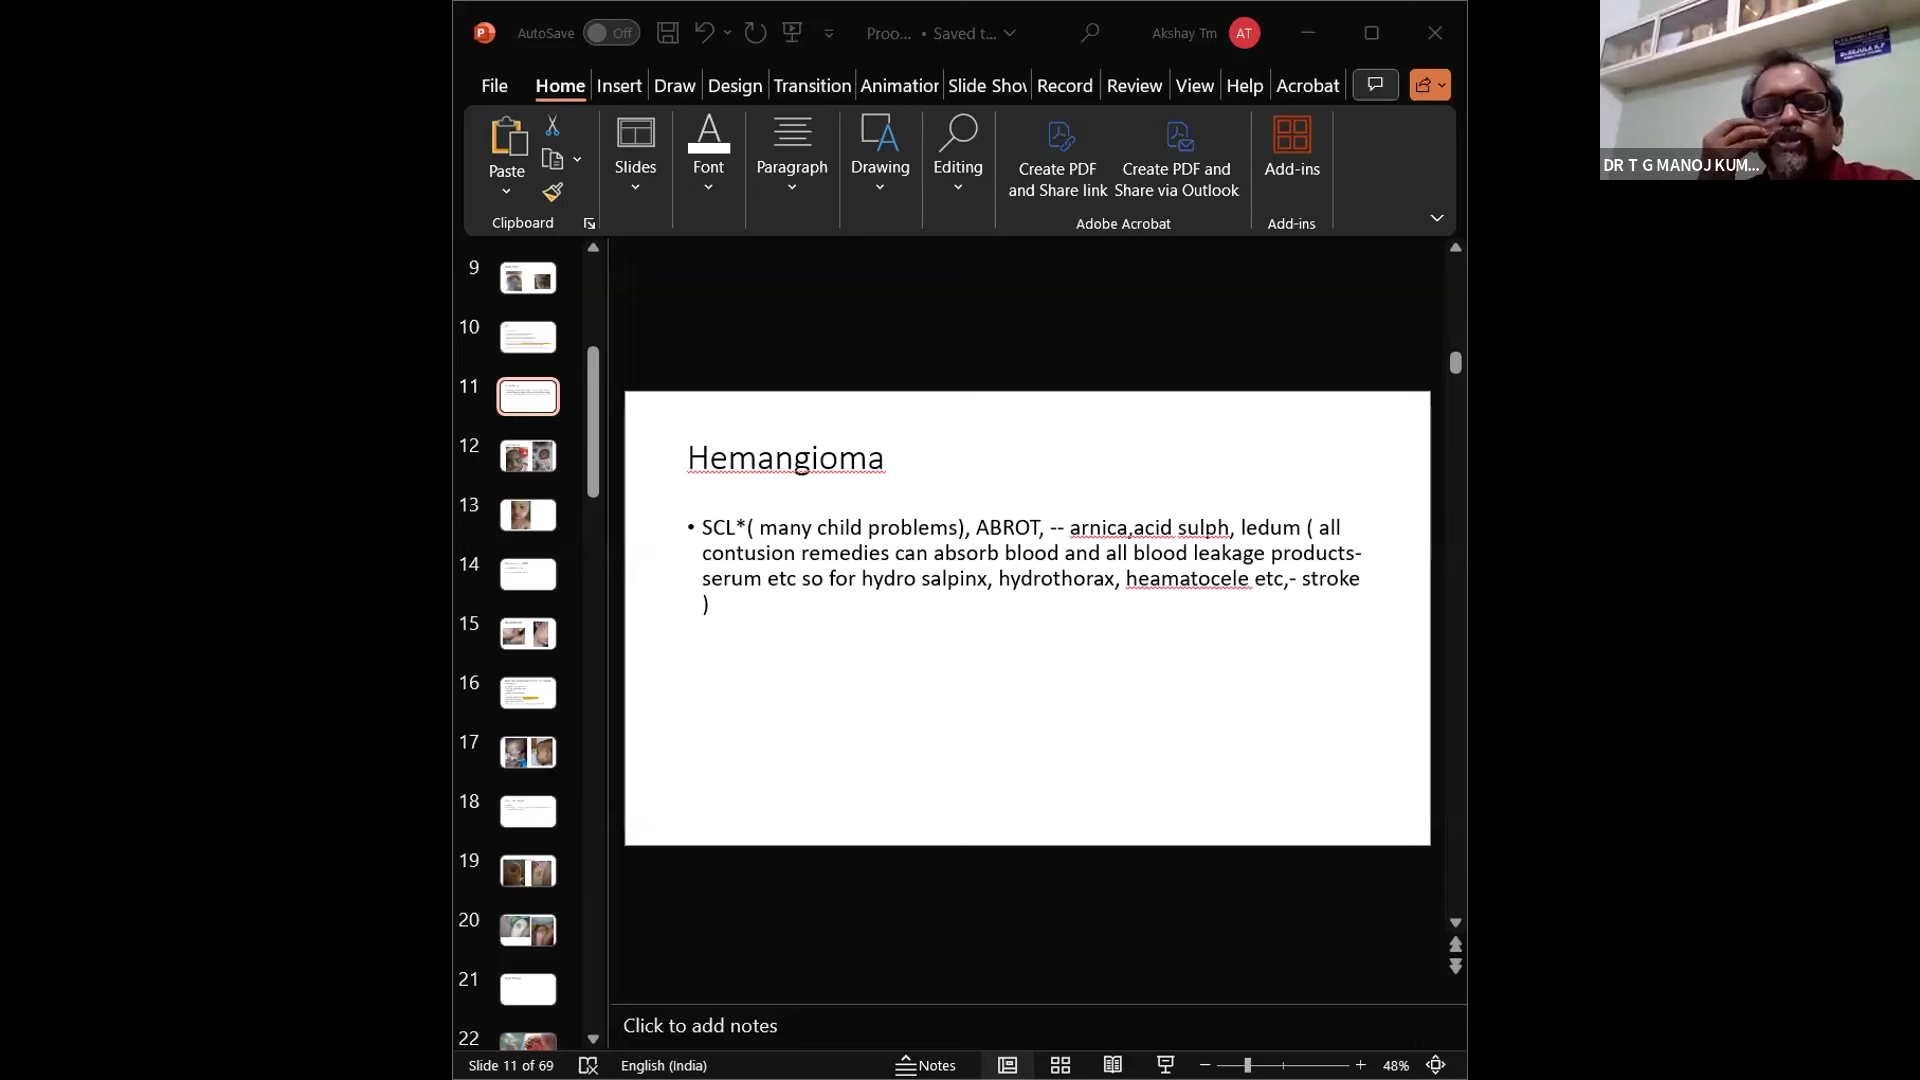 AutoSave Off Proo... • Saved t... Akshay Tm AT
File Home Insert Draw Design Transition Animation Slide Show Record Review View Help Acrobat
Paste
Slides
Font
Paragraph
Drawing
Editing
Create PDF
and Share link
Create PDF and
Share via Outlook
Add-ins
Clipboard
Adobe Acrobat
Add-ins
DR T G MANOJ KUM...
9
10
11
12
13
14
15
16
17
18
19
20
21
22
Hemangioma
• SCL*( many child problems), ABROT, -- arnica,acid sulph, ledum ( all
contusion remedies can absorb blood and all blood leakage products-
serum etc so for hydro salpinx, hydrothorax, heamatocele etc,- stroke
)
Click to add notes
Slide 11 of 69 English (India) Notes 48%